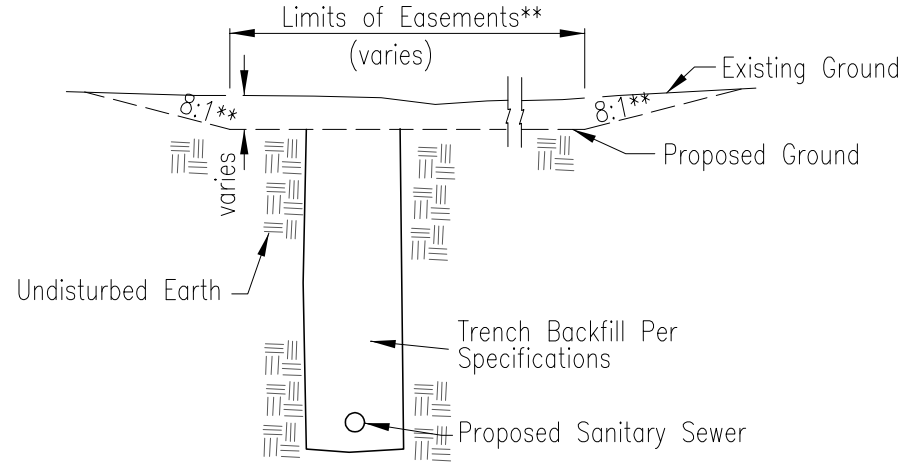 Limits of Easements**
(varies)
Existing Ground
8:1**
8:1**
Proposed Ground
varies
Undisturbed Earth
Trench Backfill Per
Specifications
Proposed Sanitary Sewer